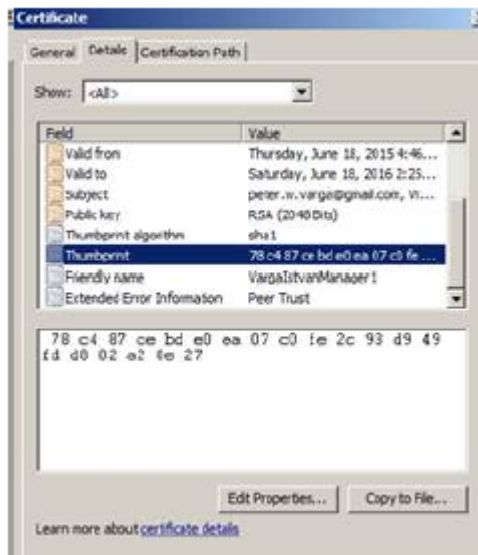 Certificate
General Details Certification Path
Show: <All>
Field Value
Valid from Thursday, June 18, 2015 4:46...
Valid to Saturday, June 18, 2016 2:25...
Subject peter.w.varga@gmail.com, Vi...
Public key RSA (2048 Bits)
Thumbprint algorithm sha1
Thumbprint 78 c4 87 ce bd e0 ea 07 c0 fe ...
Friendly name VargaIstvanManager1
Extended Error Information Peer Trust
78 c4 87 ce bd e0 ea 07 c0 fe 2c 93 d9 49
fd d0 02 a2 27
Edit Properties... Copy to File...
Learn more about certificate details